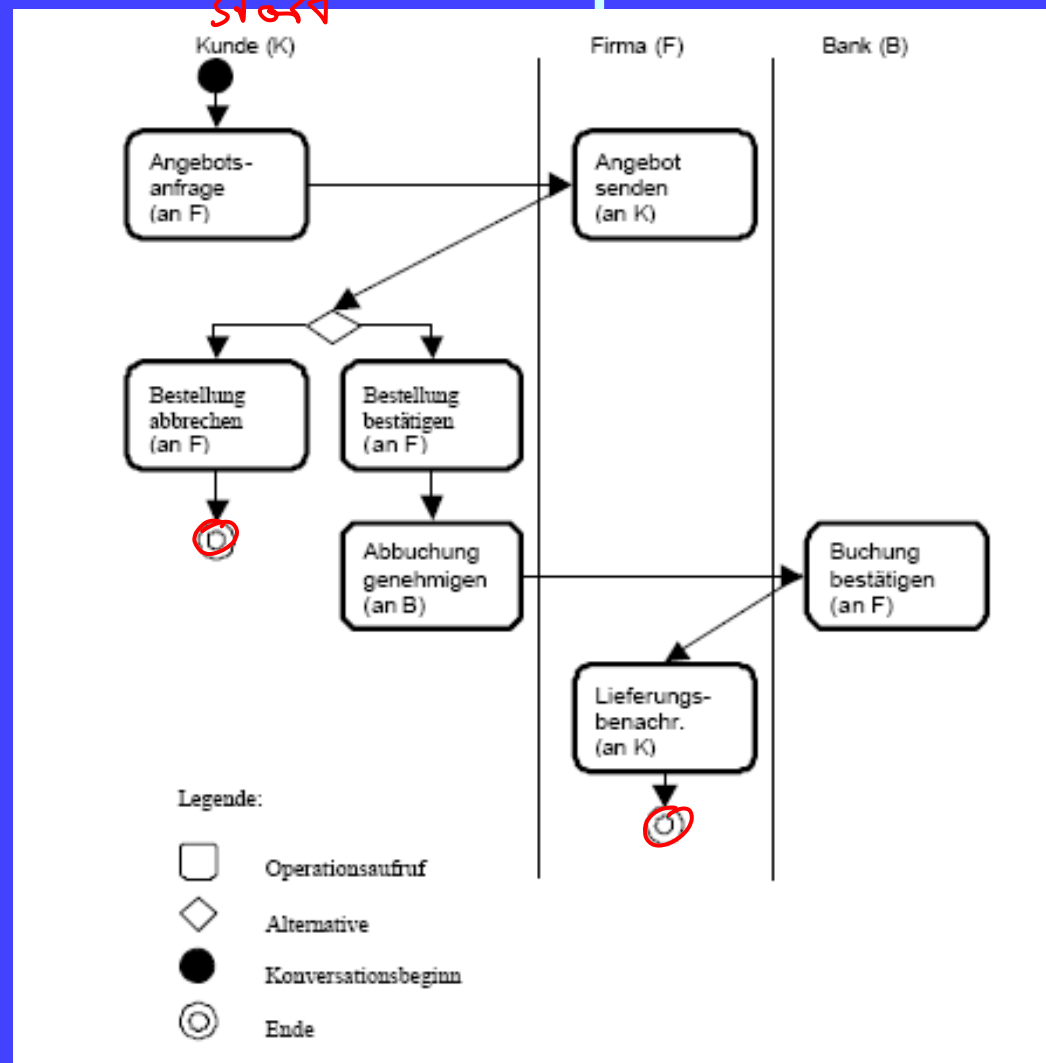 Start
Kunde (K)
Firma (F)
Bank (B)
Angebots-
anfrage
(an F)
Angebot
senden
(an K)
Bestellung
abbrechen
(an F)
Bestellung
bestätigen
(an F)
Abbuchung
genehmigen
(an B)
Buchung
bestätigen
(an F)
Lieferungs-
benachr.
(an K)
Legende:
Operationsaufruf
Alternative
Konversationsbeginn
Ende